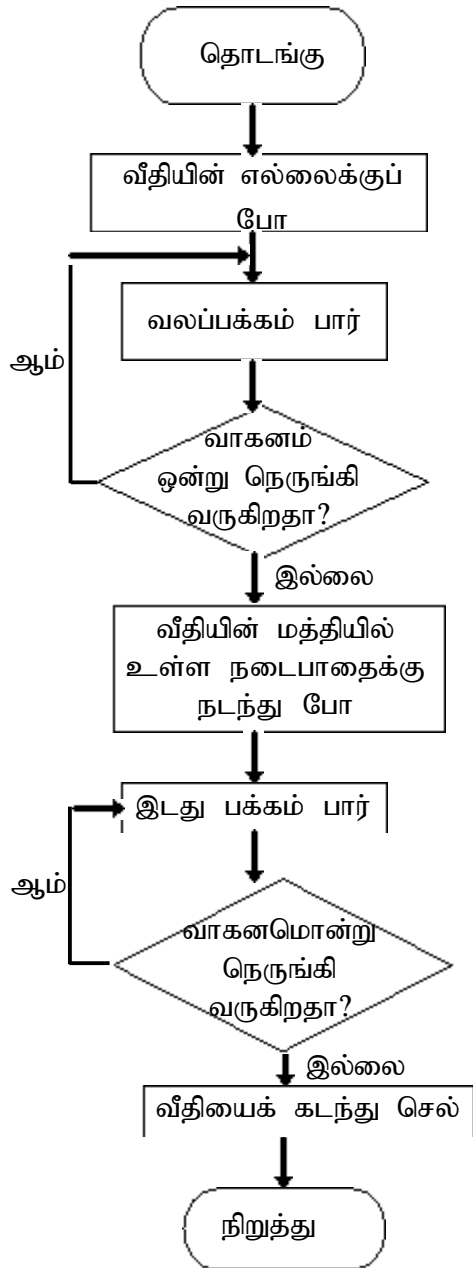 தொடங்கு
வீதியின் எல்லைக்குப்
போ
வலப்பக்கம் பார்
ஆம்
வாகனம்
ஒன்று நெருங்கி
வருகிறதா?
இல்லை
வீதியின் மத்தியில்
உள்ள நடைபாதைக்கு
நடந்து போ
இடது பக்கம் பார்
ஆம்
வாகனமொன்று
நெருங்கி
வருகிறதா?
இல்லை
வீதியைக் கடந்து செல்
நிறுத்து